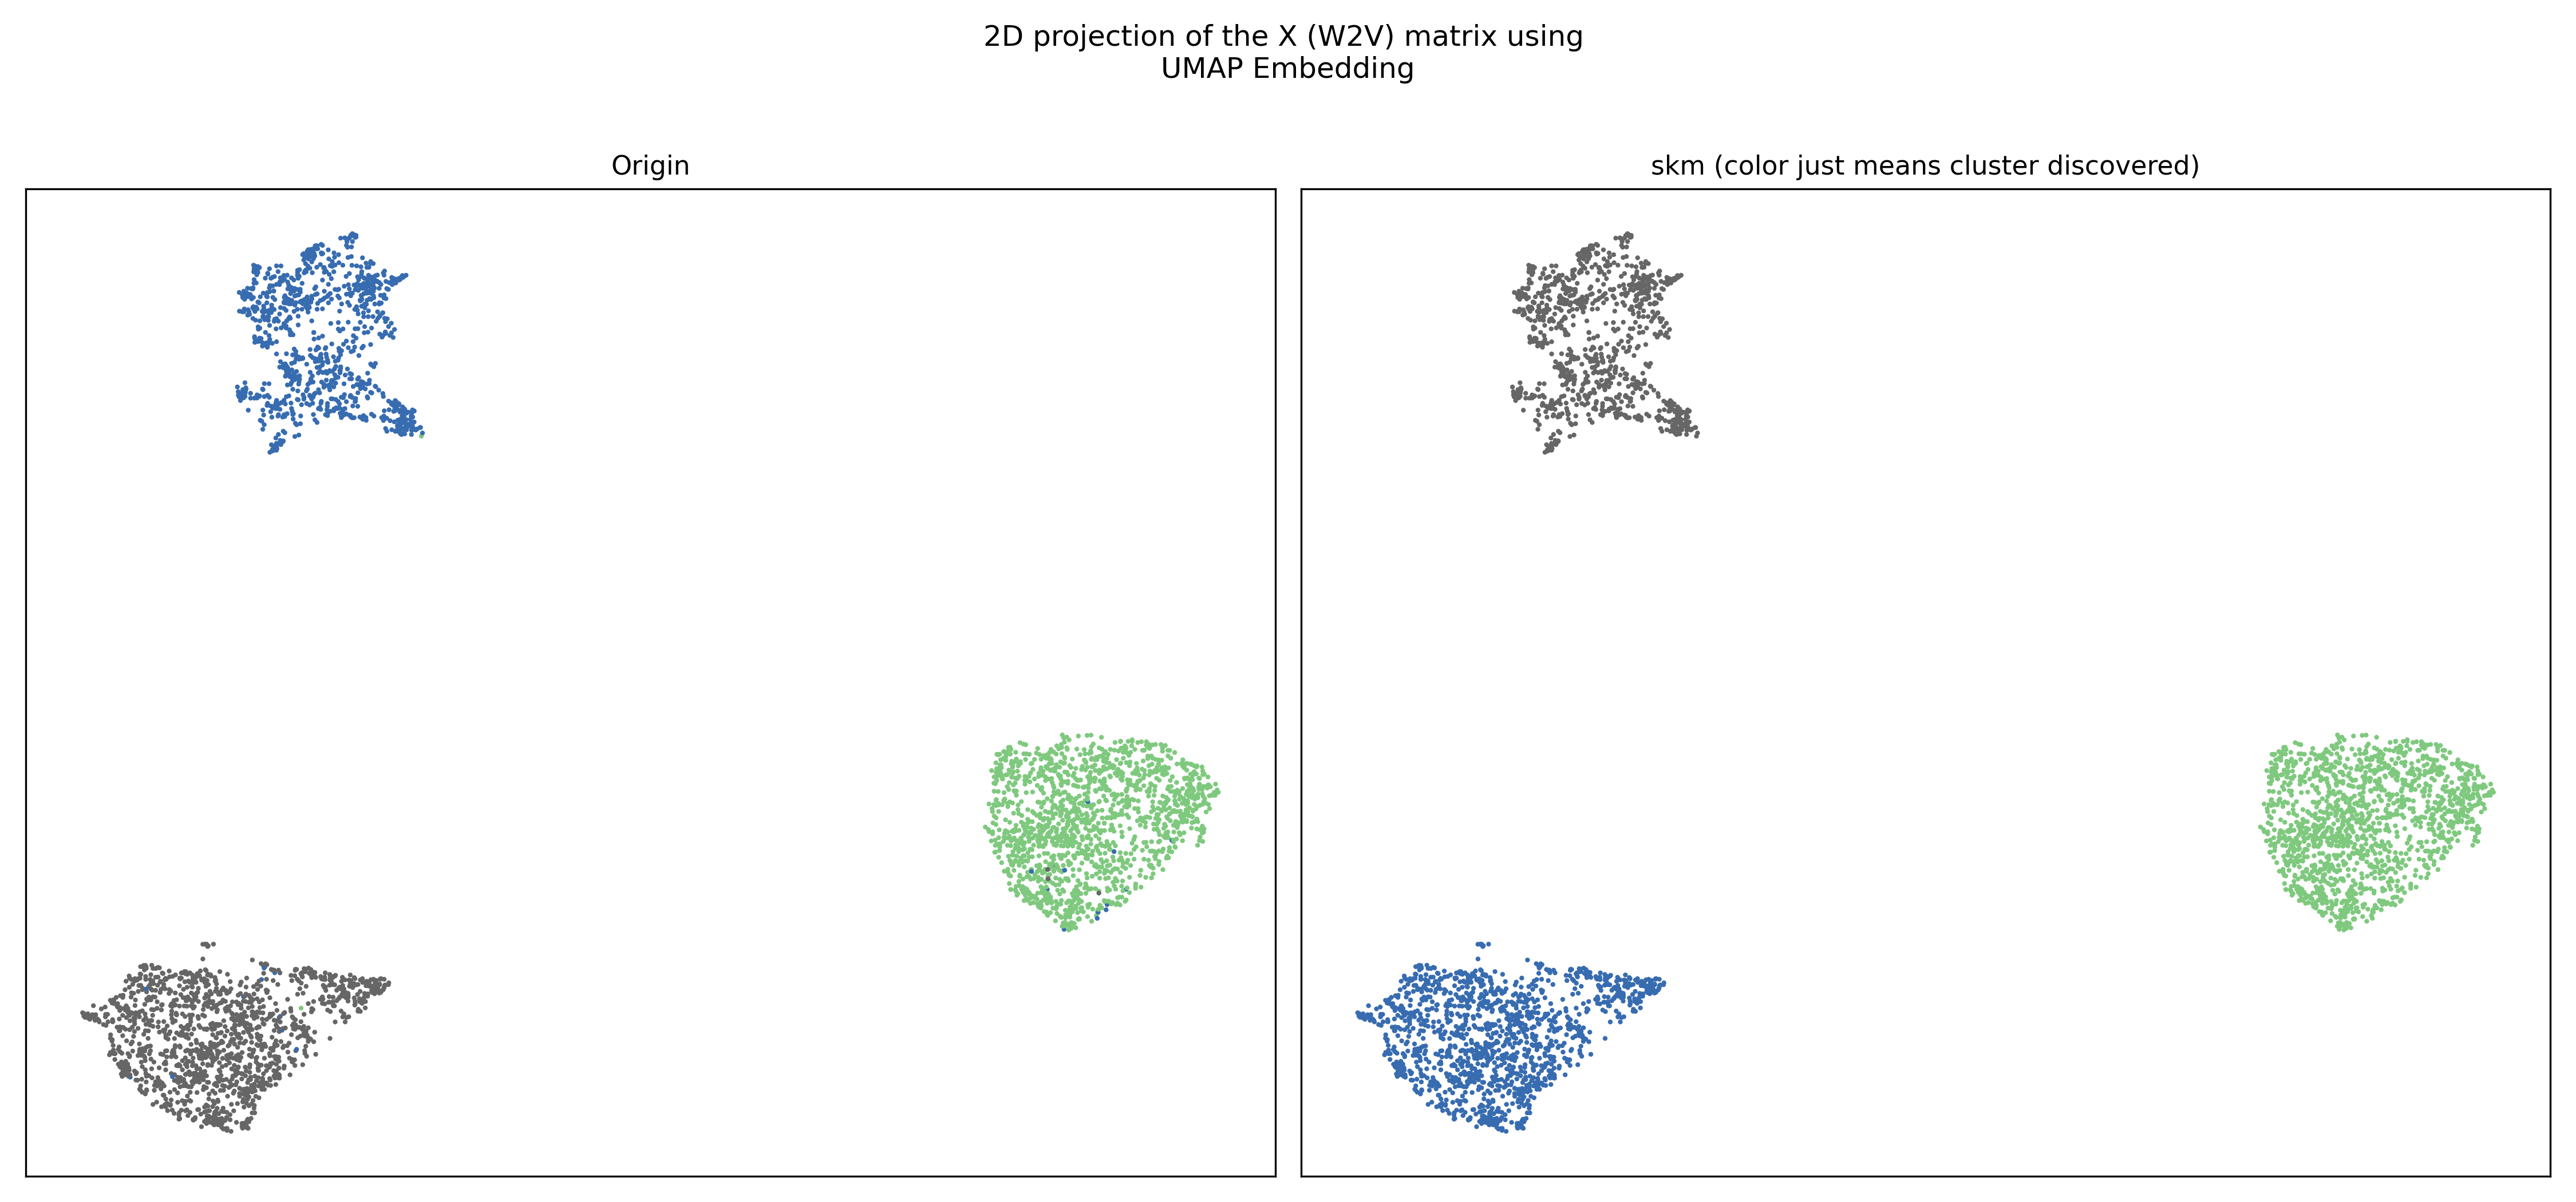 2D projection of the X (W2V) matrix using
UMAP Embedding
Origin
skm (color just means cluster discovered)